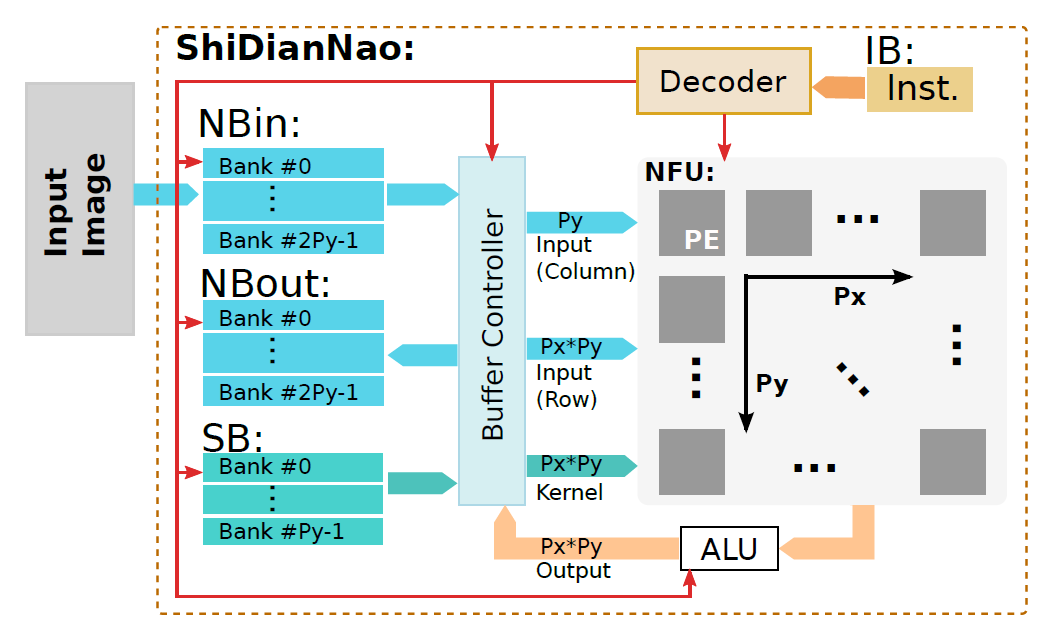 ShiDianNao:
IB:
Decoder
Inst.
Input
Image
NBin:
Bank #0
⋮
Bank #2Py-1
NBout:
Bank #0
⋮
Bank #2Py-1
SB:
Bank #0
⋮
Bank #Py-1
Buffer Controller
Py
Input
(Column)
Px*Py
Input
(Row)
Px*Py
Kernel
Px*Py
Output
NFU:
PE
...
Px
Py
⋮
⋮
⋱
...
ALU